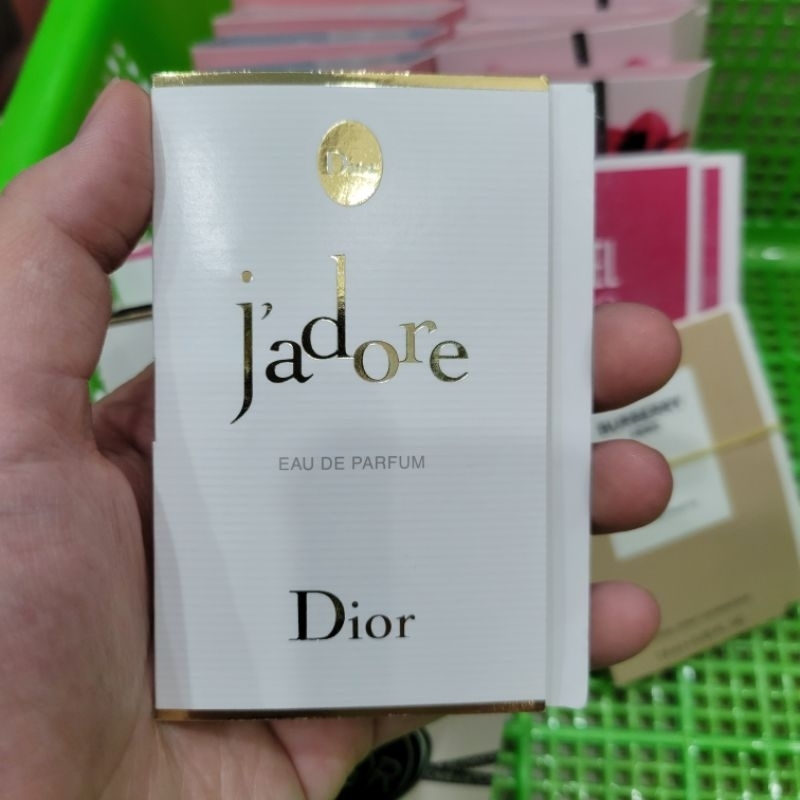 Dior
j'adore
EAU DE PARFUM
Dior
BURBERRY